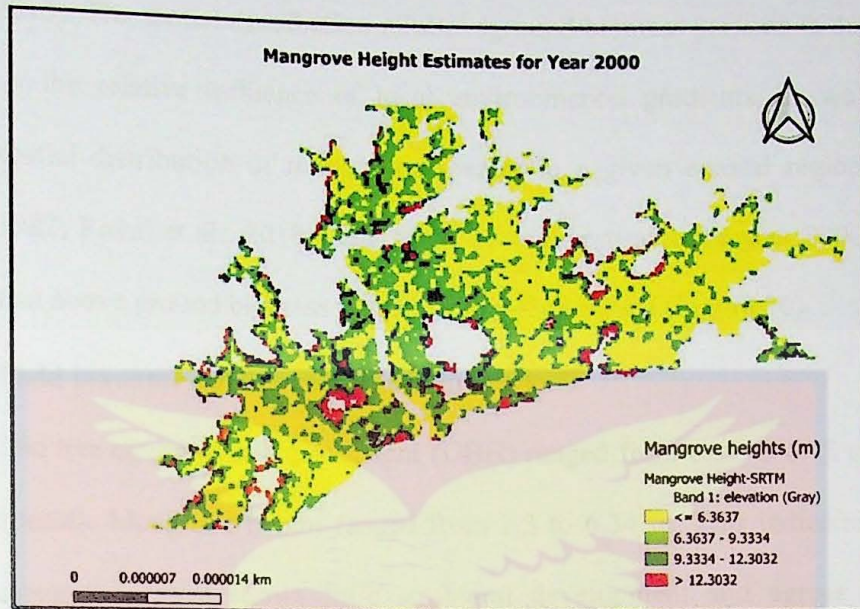 Mangrove Height Estimates for Year 2000
Mangrove heights (m)
Mangrove Height-SRTM
Band 1: elevation (Gray)
<= 6.3637
6.3637 - 9.3334
9.3334 - 12.3032
> 12.3032
0 0.000007 0.000014 km